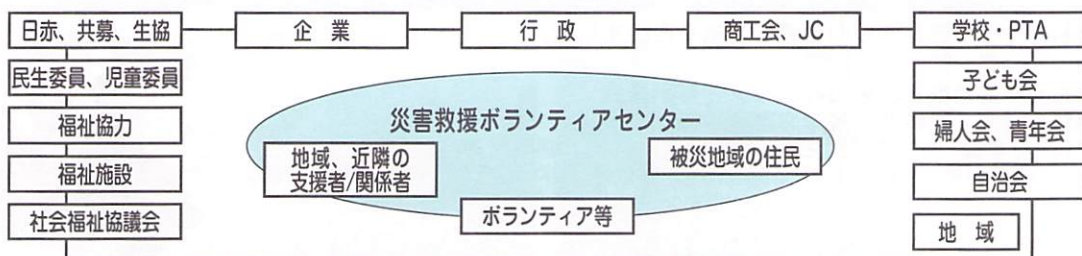 日赤、共募、生協
企 業
行 政
商工会、JC
学校・PTA
民生委員、児童委員
福祉協力
福祉施設
社会福祉協議会
災害救援ボランティアセンター
地域、近隣の
支援者/関係者
被災地域の住民
ボランティア等
子ども会
婦人会、青年会
自治会
地 域